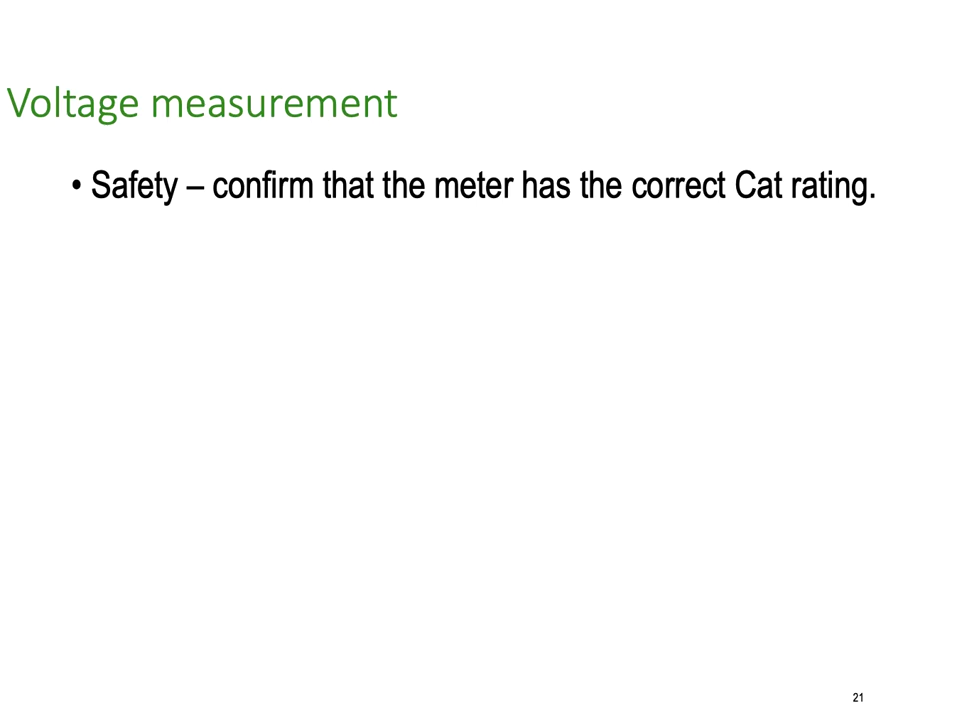 Voltage measurement
• Safety – confirm that the meter has the correct Cat rating.
21